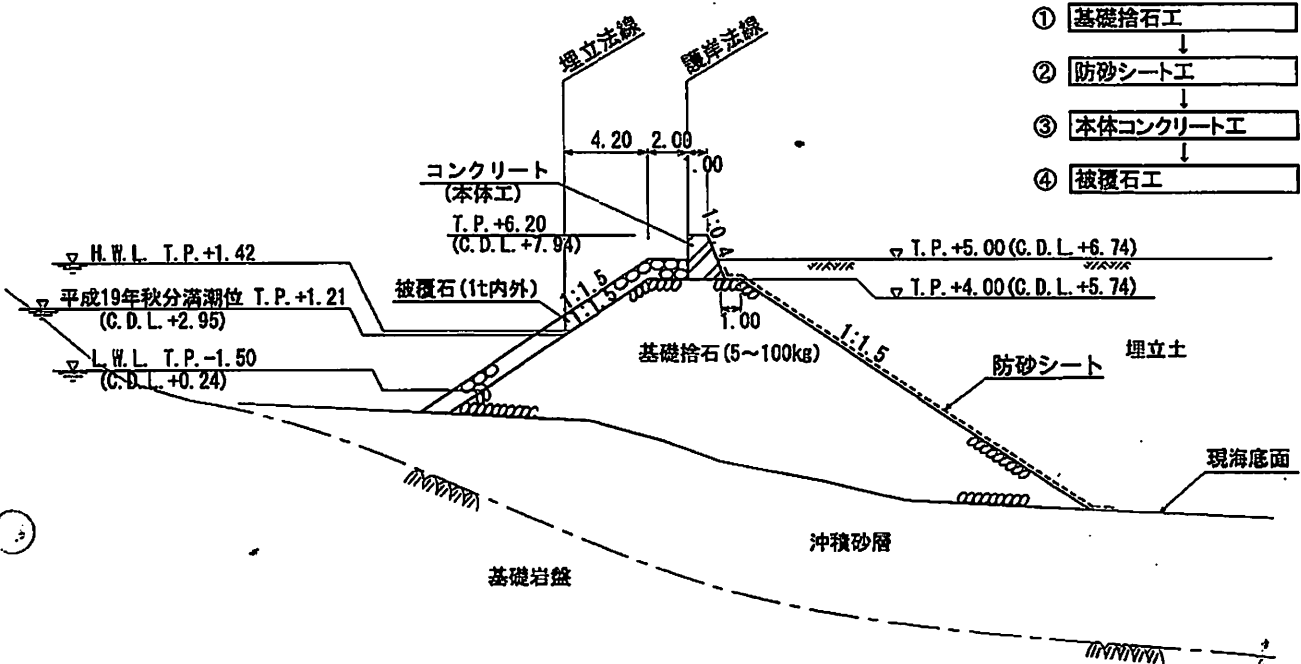 ① 基礎捨石工
② 防砂シート工
③ 本体コンクリート工
④ 被覆石工
埋立法線
護岸法線
4.20
2.00
1.00
コンクリート
(本体工)
T.P.+6.20
(C.D.L.+7.94)
1:0.4
H.W.L. T.P.+1.42
平成19年秋分満潮位 T.P.+1.21
(C.D.L.+2.95)
L.W.L. T.P.-1.50
(C.D.L.+0.24)
被覆石(1t内外)
1:1.5
1:1.5
T.P.+5.00(C.D.L.+6.74)
T.P.+4.00(C.D.L.+5.74)
1.00
基礎捨石(5～100kg)
1:1.5
埋立土
防砂シート
現海底面
沖積砂層
基礎岩盤